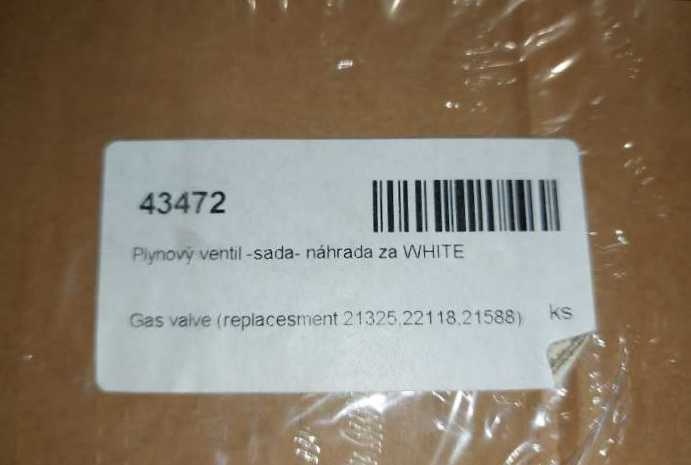 43472
Plynový ventil -sada- náhrada za WHITE
Gas valve (replacesment 21325,22118,21588) ks